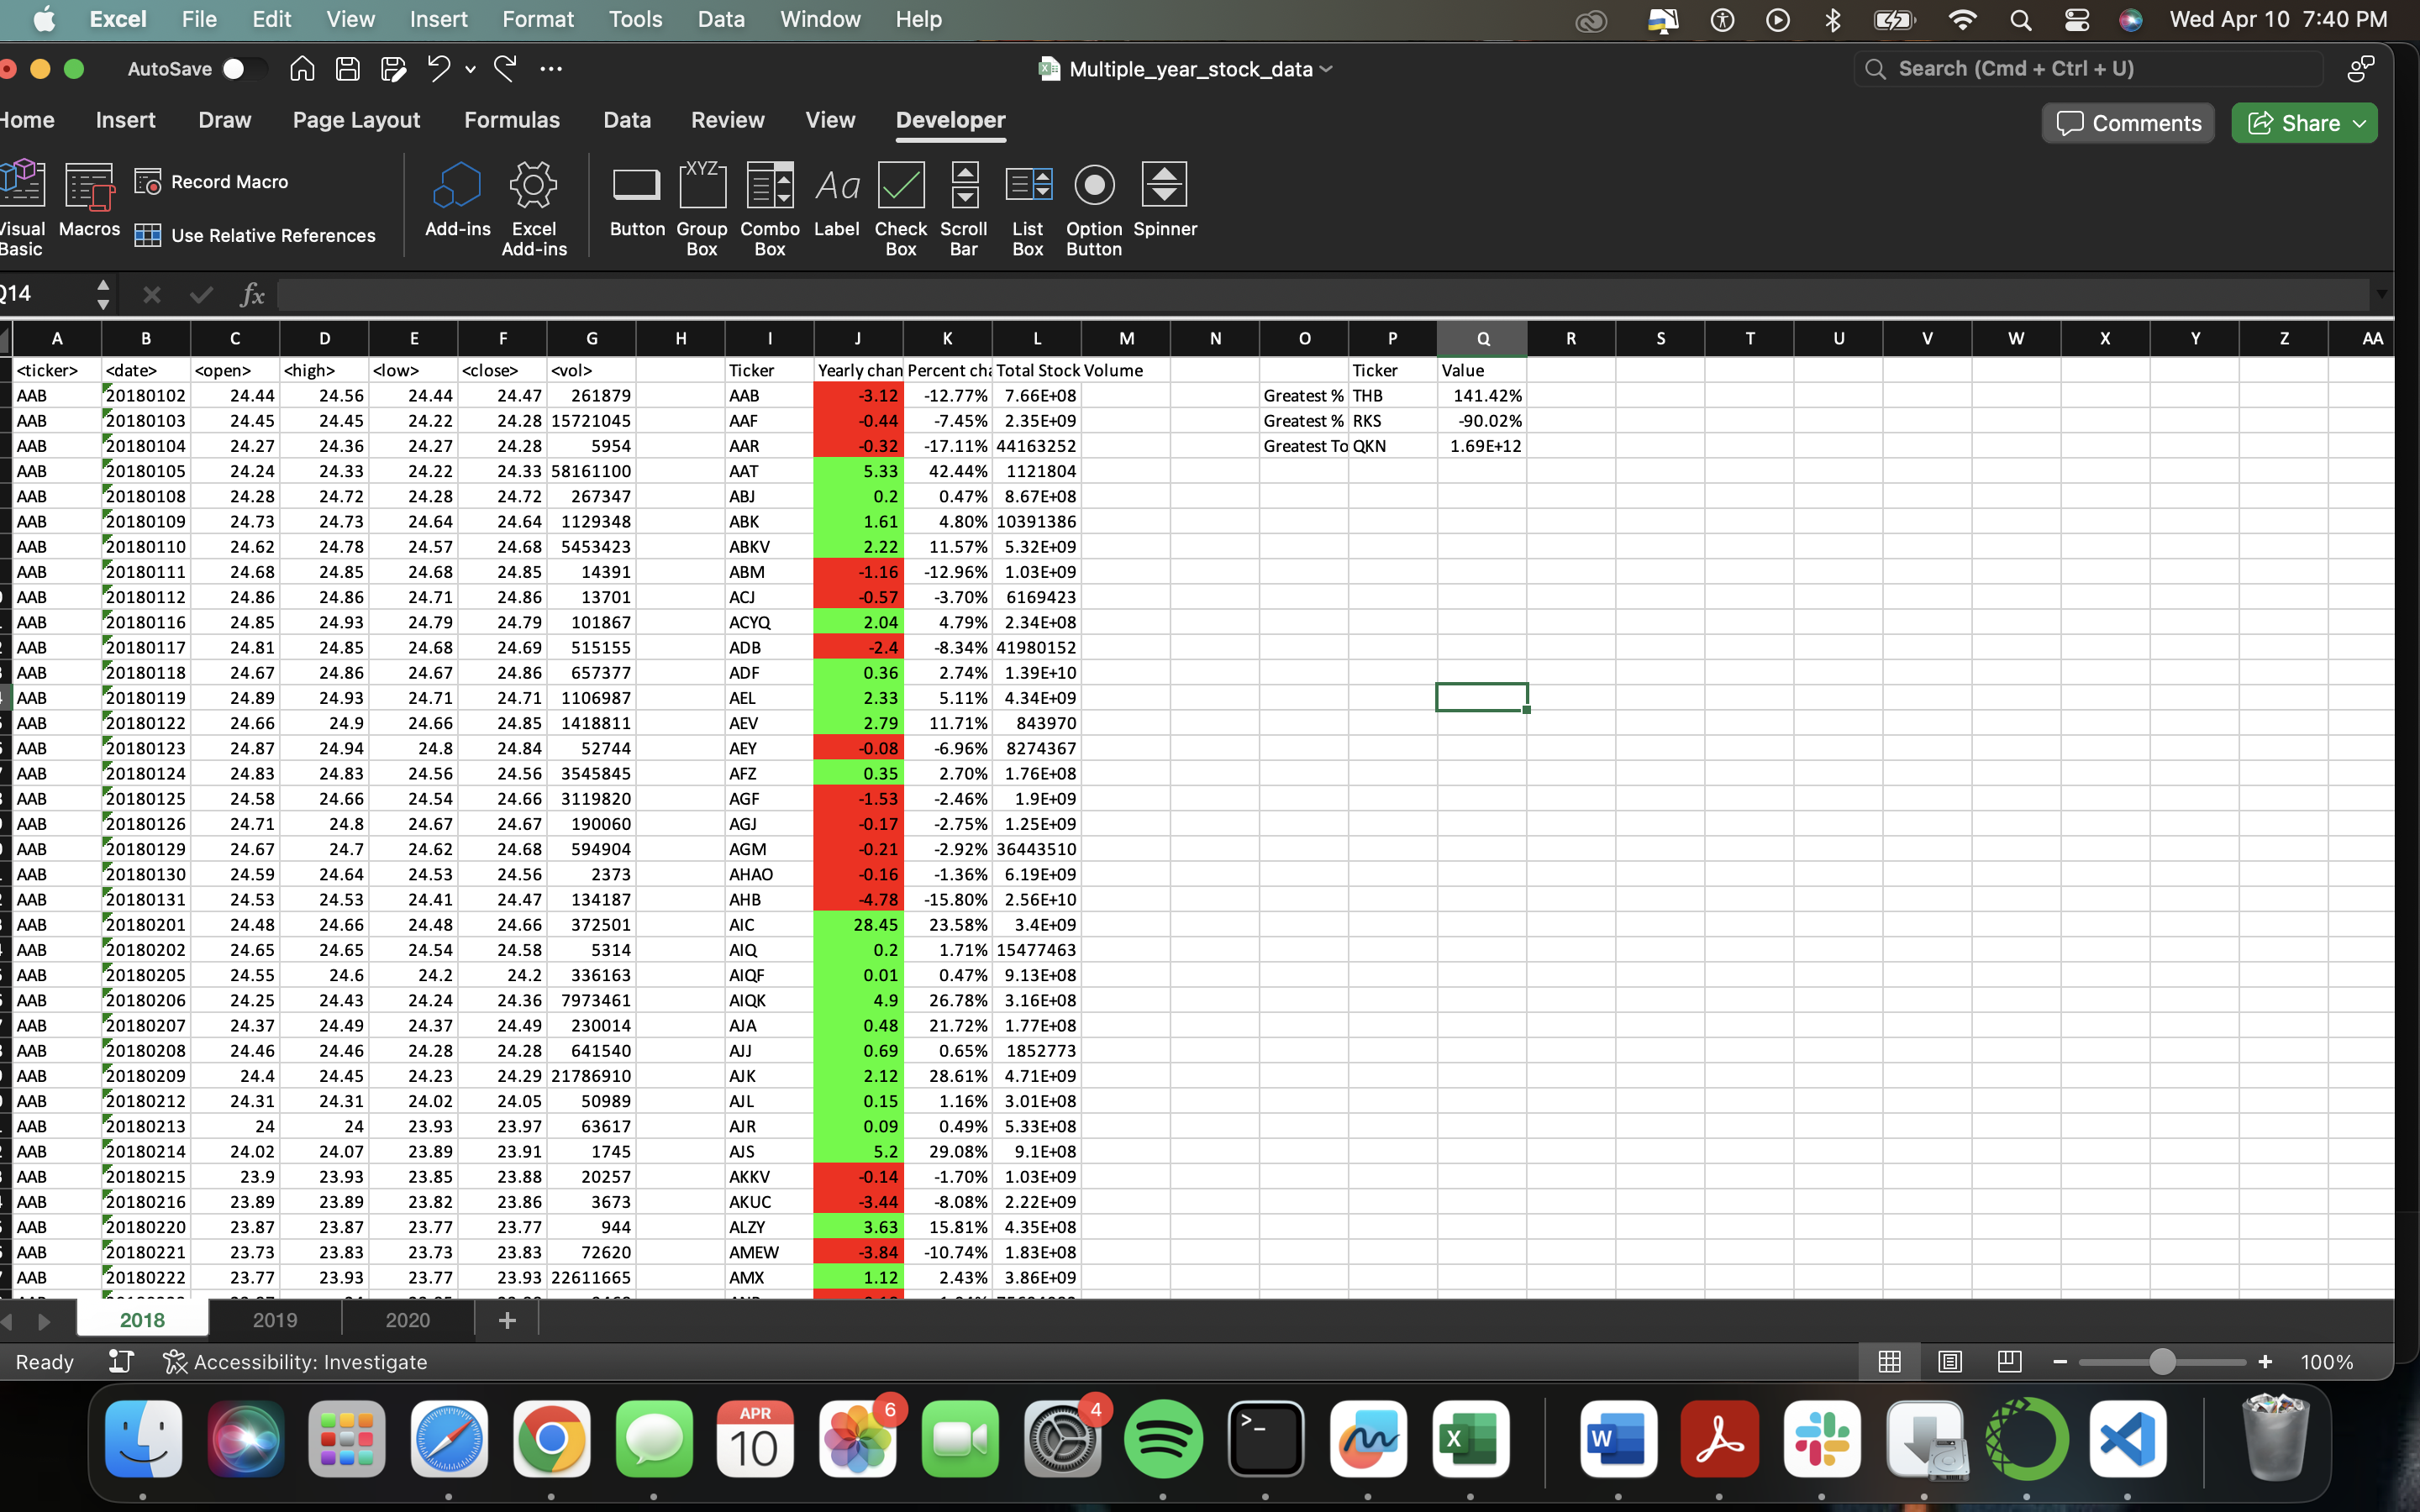 Excel File Edit View Insert Format Tools Data Window Help Wed Apr 10 7:40 PM
AutoSave Multiple_year_stock_data Search (Cmd + Ctrl + U)
Home Insert Draw Page Layout Formulas Data Review View Developer Comments Share
Visual Basic Macros Record Macro Use Relative References Add-ins Excel Add-ins Button Group Box Combo Box Label Check Box Scroll Bar List Box Option Button Spinner
XYZ Aa
Q14 fx
A B C D E F G H I J K L M N O P Q R S T U V W X Y Z AA
<ticker> <date> <open> <high> <low> <close> <vol> Ticker Yearly chan Percent cha Total Stock Volume Ticker Value
AAB 20180102 24.44 24.56 24.44 24.47 261879 AAB -3.12 -12.77% 7.66E+08 Greatest % THB 141.42%
AAB 20180103 24.45 24.45 24.22 24.28 15721045 AAF -0.44 -7.45% 2.35E+09 Greatest % RKS -90.02%
AAB 20180104 24.27 24.36 24.27 24.28 5954 AAR -0.32 -17.11% 44163252 Greatest To QKN 1.69E+12
AAB 20180105 24.24 24.33 24.22 24.33 58161100 AAT 5.33 42.44% 1121804
AAB 20180108 24.28 24.72 24.28 24.72 267347 ABJ 0.2 0.47% 8.67E+08
AAB 20180109 24.73 24.73 24.64 24.64 1129348 ABK 1.61 4.80% 10391386
AAB 20180110 24.62 24.78 24.57 24.68 5453423 ABKV 2.22 11.57% 5.32E+09
AAB 20180111 24.68 24.85 24.68 24.85 14391 ABM -1.16 -12.96% 1.03E+09
AAB 20180112 24.86 24.86 24.71 24.86 13701 ACJ -0.57 -3.70% 6169423
AAB 20180116 24.85 24.93 24.79 24.79 101867 ACYQ 2.04 4.79% 2.34E+08
AAB 20180117 24.81 24.85 24.68 24.69 515155 ADB -2.4 -8.34% 41980152
AAB 20180118 24.67 24.86 24.67 24.86 657377 ADF 0.36 2.74% 1.39E+10
AAB 20180119 24.89 24.93 24.71 24.71 1106987 AEL 2.33 5.11% 4.34E+09
AAB 20180122 24.66 24.9 24.66 24.85 1418811 AEV 2.79 11.71% 843970
AAB 20180123 24.87 24.94 24.8 24.84 52744 AEY -0.08 -6.96% 8274367
AAB 20180124 24.83 24.83 24.56 24.56 3545845 AFZ 0.35 2.70% 1.76E+08
AAB 20180125 24.58 24.66 24.54 24.66 3119820 AGF -1.53 -2.46% 1.9E+09
AAB 20180126 24.71 24.8 24.67 24.67 190060 AGJ -0.17 -2.75% 1.25E+09
AAB 20180129 24.67 24.7 24.62 24.68 594904 AGM -0.21 -2.92% 36443510
AAB 20180130 24.59 24.64 24.53 24.56 2373 AHAO -0.16 -1.36% 6.19E+09
AAB 20180131 24.53 24.53 24.41 24.47 134187 AHB -4.78 -15.80% 2.56E+10
AAB 20180201 24.48 24.66 24.48 24.66 372501 AIC 28.45 23.58% 3.4E+09
AAB 20180202 24.65 24.65 24.54 24.58 5314 AIQ 0.2 1.71% 15477463
AAB 20180205 24.55 24.6 24.2 24.2 336163 AIQF 0.01 0.47% 9.13E+08
AAB 20180206 24.25 24.43 24.24 24.36 7973461 AIQK 4.9 26.78% 3.16E+08
AAB 20180207 24.37 24.49 24.37 24.49 230014 AJA 0.48 21.72% 1.77E+08
AAB 20180208 24.46 24.46 24.28 24.28 641540 AJJ 0.69 0.65% 1852773
AAB 20180209 24.4 24.45 24.23 24.29 21786910 AJK 2.12 28.61% 4.71E+09
AAB 20180212 24.31 24.31 24.02 24.05 50989 AJL 0.15 1.16% 3.01E+08
AAB 20180213 24 24 23.93 23.97 63617 AJR 0.09 0.49% 5.33E+08
AAB 20180214 24.02 24.07 23.89 23.91 1745 AJS 5.2 29.08% 9.1E+08
AAB 20180215 23.9 23.93 23.85 23.88 20257 AKKV -0.14 -1.70% 1.03E+09
AAB 20180216 23.89 23.89 23.82 23.86 3673 AKUC -3.44 -8.08% 2.22E+09
AAB 20180220 23.87 23.87 23.77 23.77 944 ALZY 3.63 15.81% 4.35E+08
AAB 20180221 23.73 23.83 23.73 23.83 72620 AMEW -3.84 -10.74% 1.83E+08
AAB 20180222 23.77 23.93 23.77 23.93 22611665 AMX 1.12 2.43% 3.86E+09
2018 2019 2020
Ready Accessibility: Investigate 100%
APR 10 6 4 X W